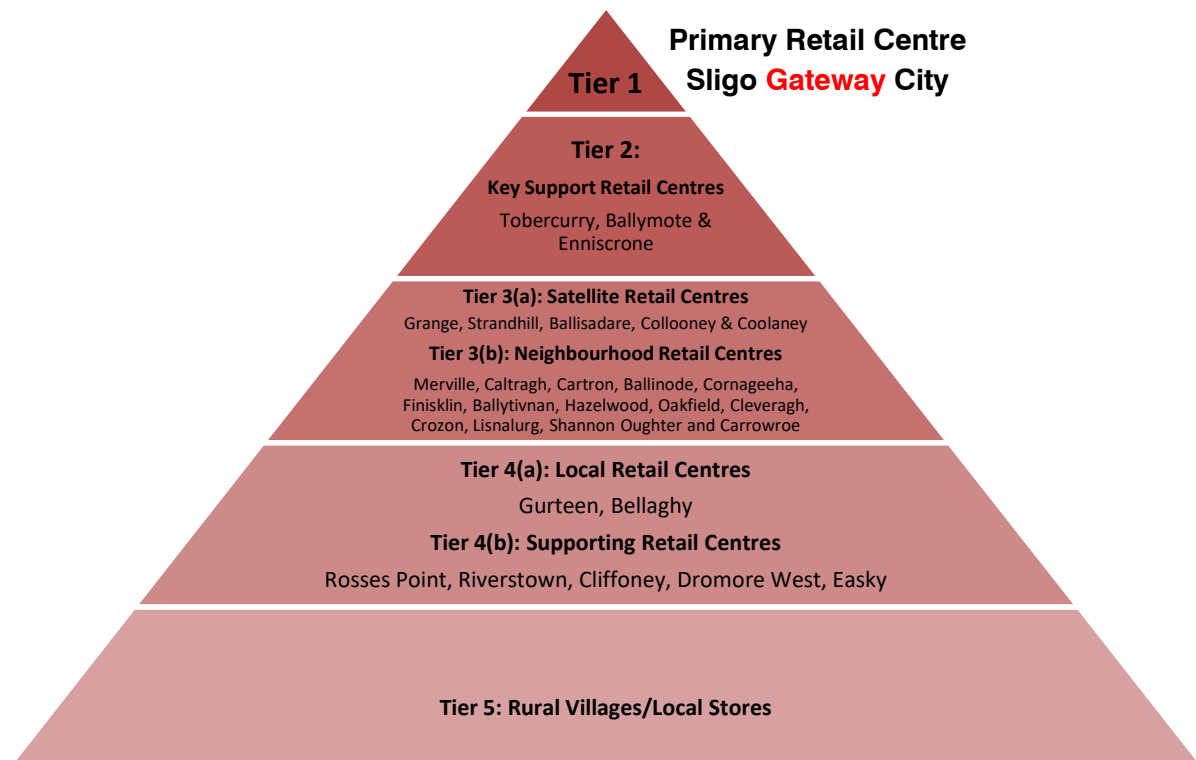 Primary Retail Centre
Sligo Gateway City
Tier 1
Tier 2:
Key Support Retail Centres
Tobercurry, Ballymote &
Enniscrone
Tier 3(a): Satellite Retail Centres
Grange, Strandhill, Ballisadare, Collooney & Coolaney
Tier 3(b): Neighbourhood Retail Centres
Merville, Caltragh, Cartron, Ballinode, Cornageeha,
Finisklin, Ballytivnan, Hazelwood, Oakfield, Cleveragh,
Crozon, Lisnalurg, Shannon Oughter and Carrowroe
Tier 4(a): Local Retail Centres
Gurteen, Bellaghy
Tier 4(b): Supporting Retail Centres
Rosses Point, Riverstown, Cliffoney, Dromore West, Easky
Tier 5: Rural Villages/Local Stores